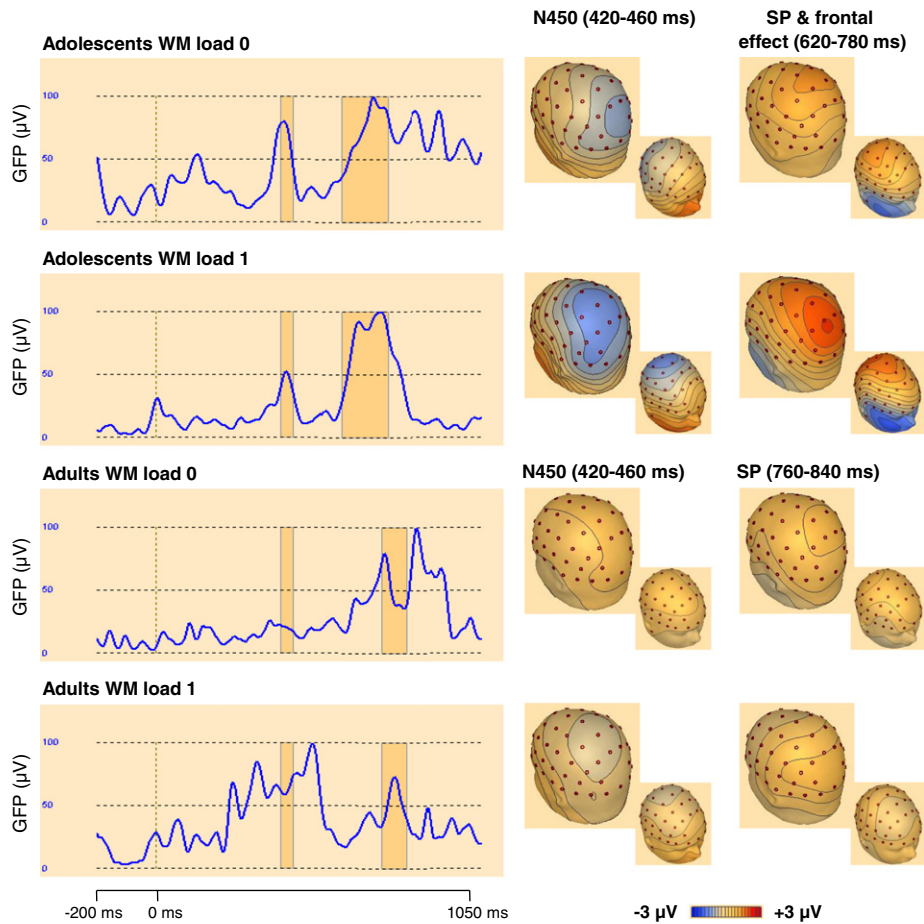 N450 (420-460 ms)
SP & frontal
effect (620-780 ms)
Adolescents WM load 0
GFP (µV)
100
50
0
Adolescents WM load 1
GFP (µV)
100
50
0
Adults WM load 0
N450 (420-460 ms)
SP (760-840 ms)
GFP (µV)
100
50
0
Adults WM load 1
GFP (µV)
100
50
0
-200 ms
0 ms
1050 ms
-3 µV
+3 µV